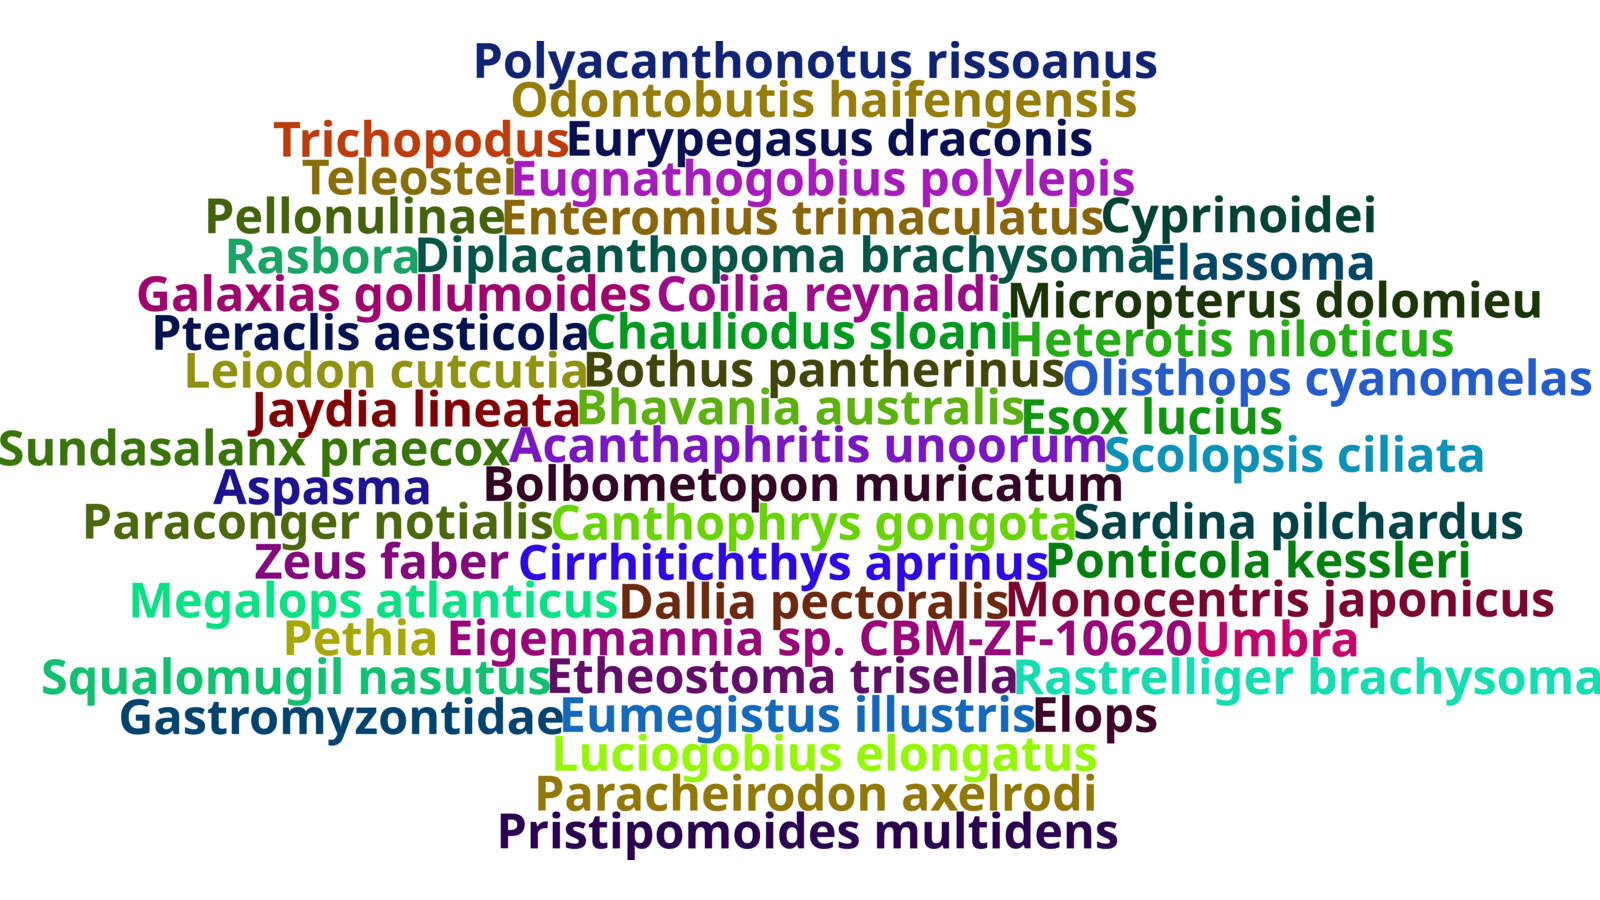 Polyacanthonotus rissoanus
Odontobutis haifengensis
Trichopodus Eurypegasus draconis
Teleostei Eugnathogobius polylepis
Pellonulinae Enteromius trimaculatus Cyprinoidei
Rasbora Diplacanthopoma brachysoma Elassoma
Galaxias gollumoides Coilia reynaldi Micropterus dolomieu
Pteraclis aesticola Chauliodus sloani Heterotis niloticus
Leiodon cutcutia Bothus pantherinus Olisthops cyanomelas
Jaydia lineata Bhavania australis Esox lucius
Sundasalanx praecox Acanthaphritis unoorum Scolopsis ciliata
Aspasma Bolbometopon muricatum
Paraconger notialis Canthophrys gongota Sardina pilchardus
Zeus faber Cirrhitichthys aprinus Ponticola kessleri
Megalops atlanticus Dallia pectoralis Monocentris japonicus
Pethia Eigenmannia sp. CBM-ZF-10620 Umbra
Squalomugil nasutus Etheostoma trisella Rastrelliger brachysoma
Gastromyzontidae Eumegistus illustris Elops
Luciogobius elongatus
Paracheirodon axelrodi
Pristipomoides multidens